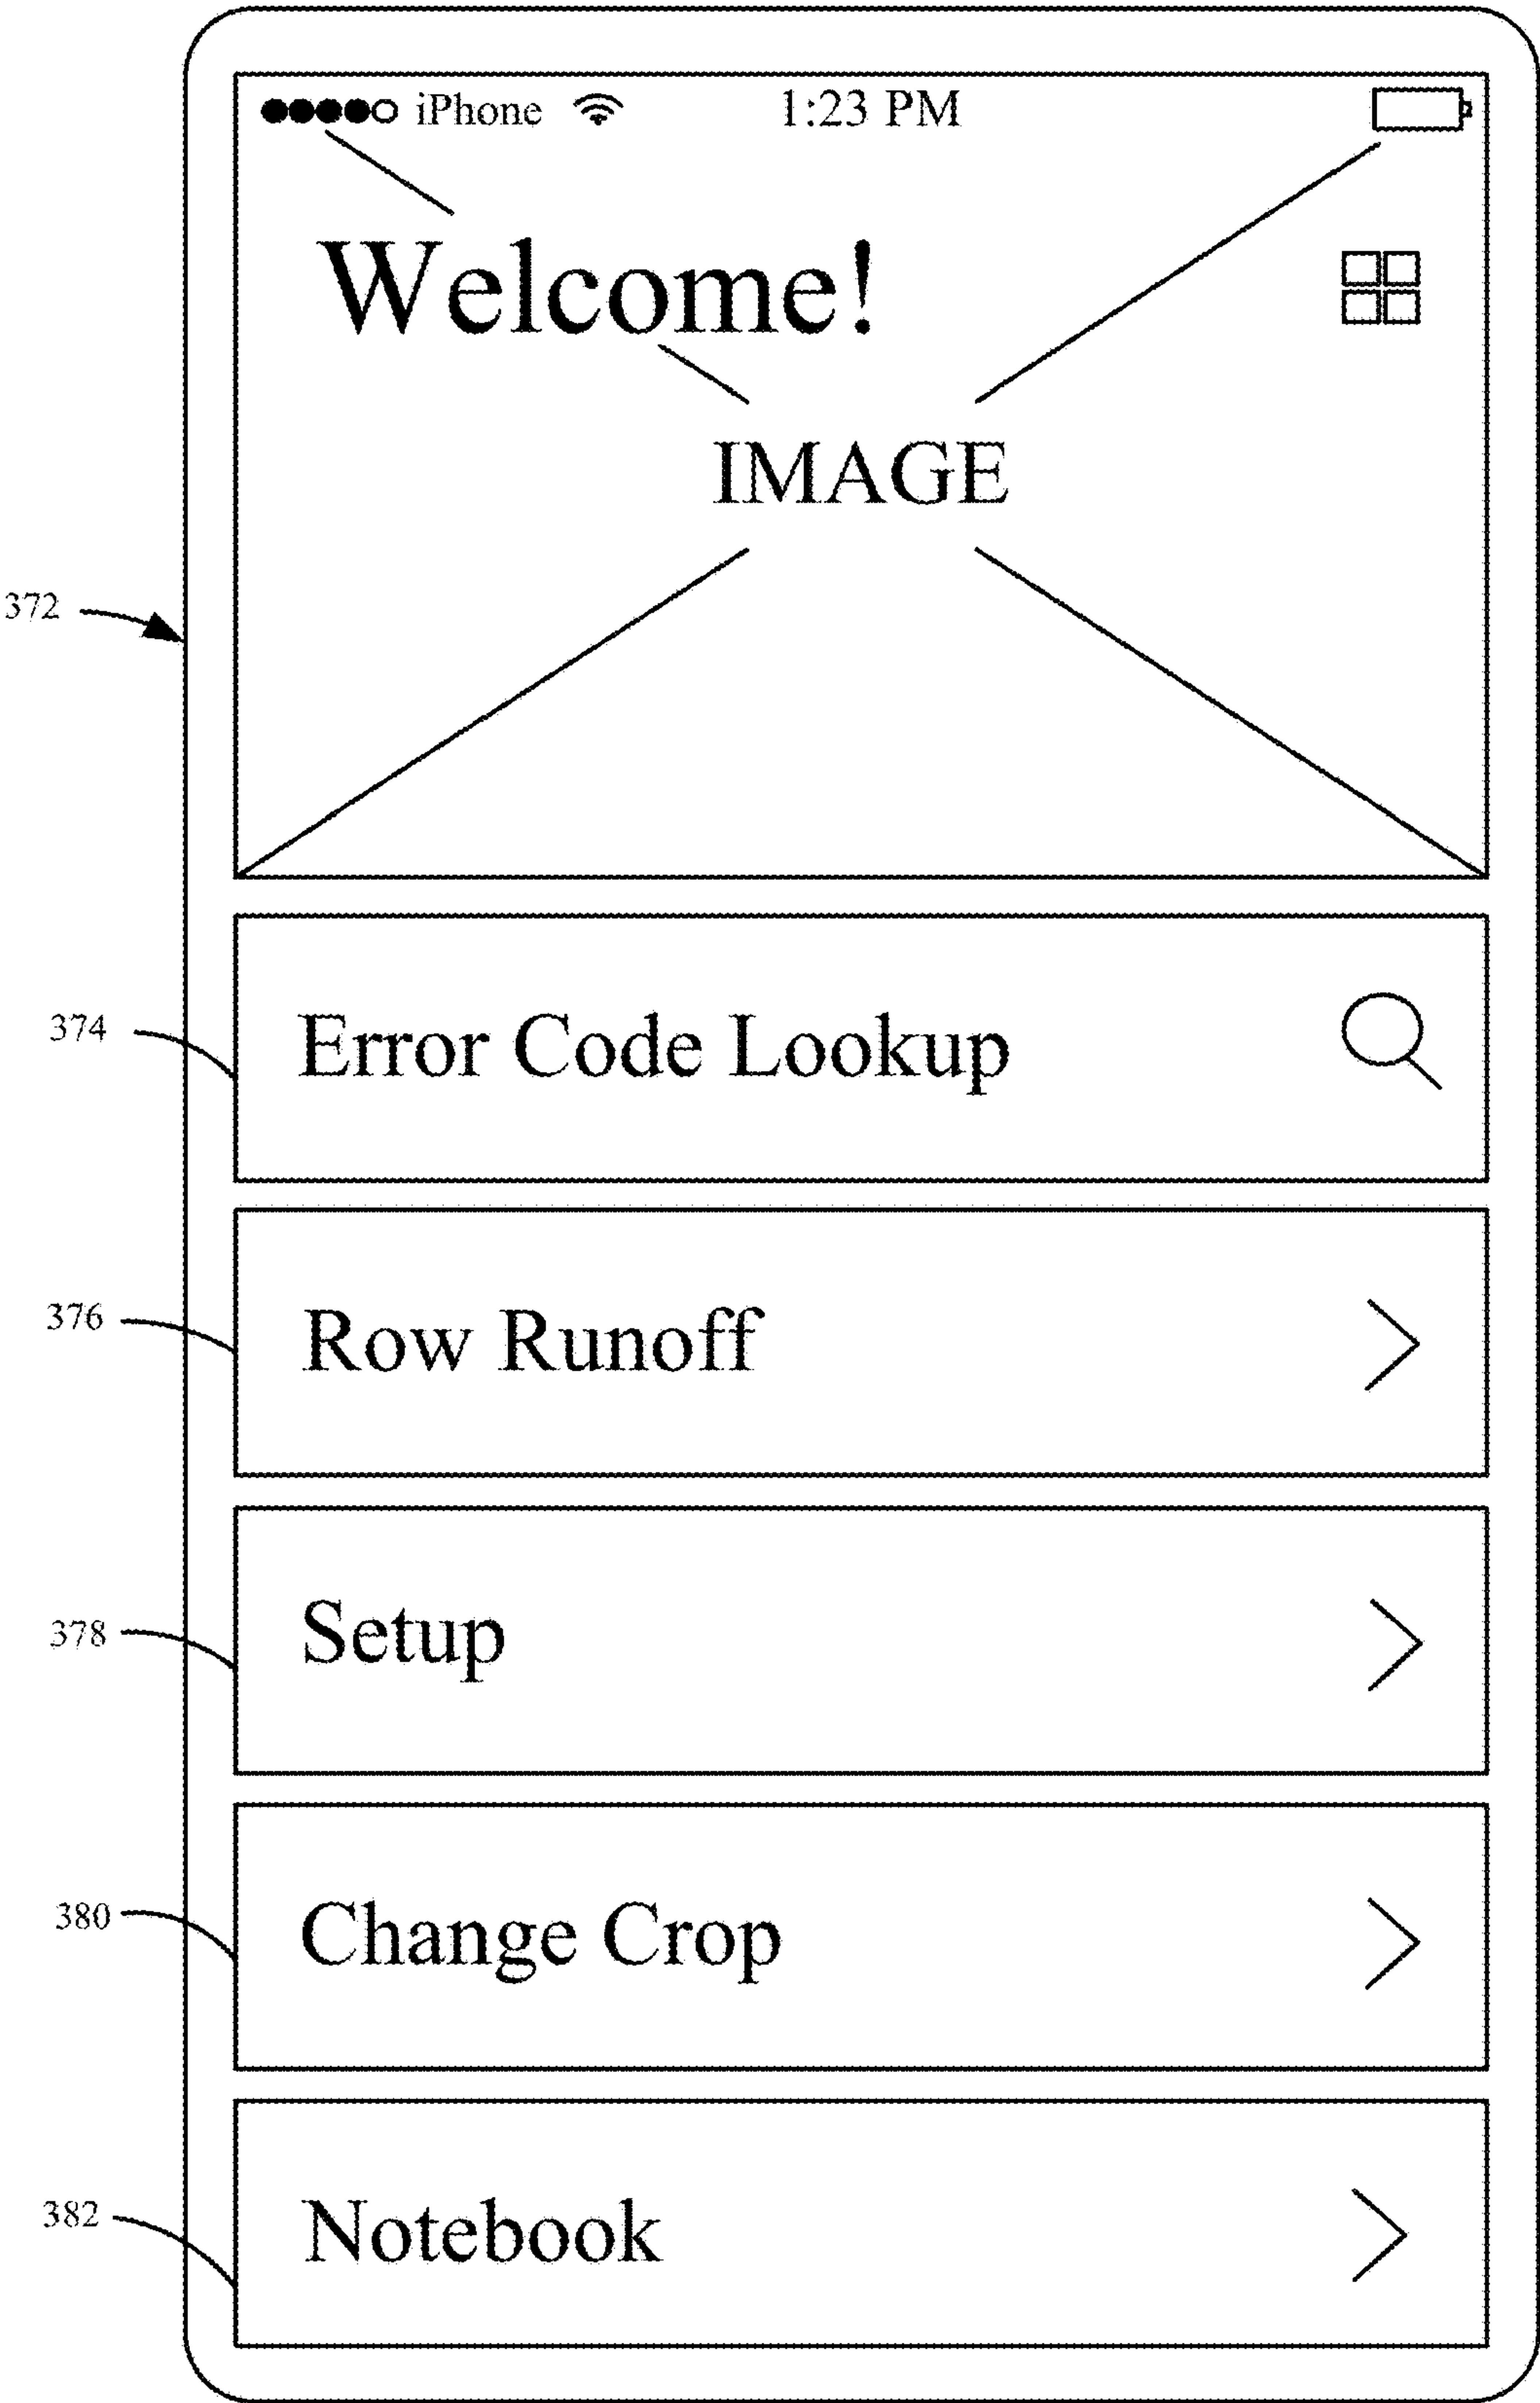 iPhone 1:23 PM
Welcome!
IMAGE
372
374 Error Code Lookup
376 Row Runoff
378 Setup
380 Change Crop
382 Notebook